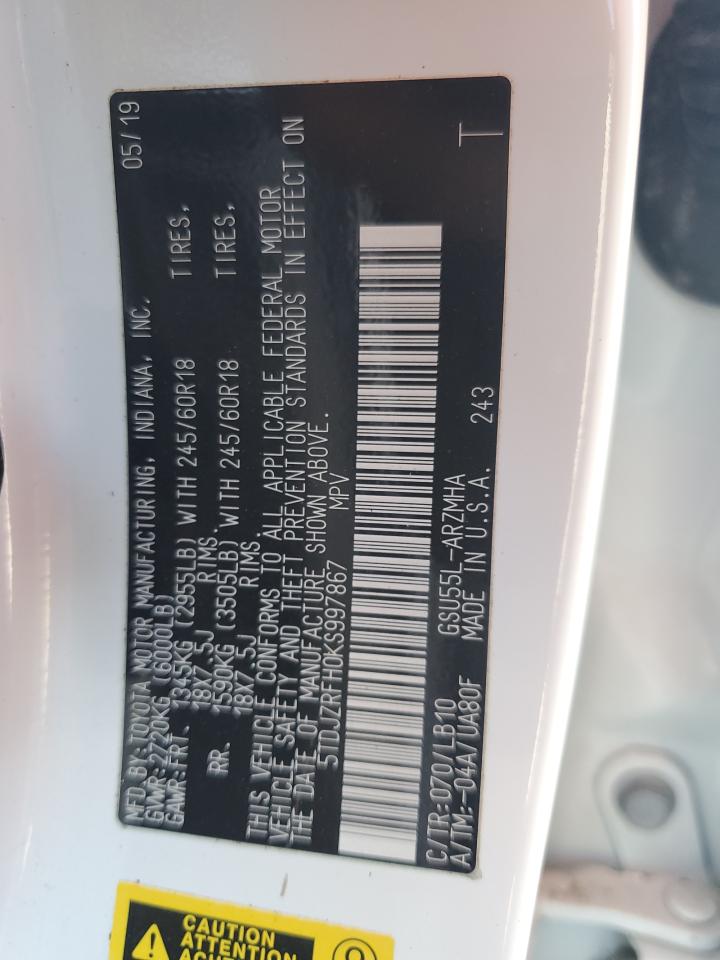 MFD.BY:TOYOTA MOTOR MANUFACTURING, INDIANA, INC. 05/19
GVWR:2720KG (6000LB)
GAWR:FRT. 1345KG (2955LB) WITH 245/60R18 TIRES,
18X7.5J RIMS.
RR. 1590KG (3505LB) WITH 245/60R18 TIRES,
18X7.5J RIMS.
THIS VEHICLE CONFORMS TO ALL APPLICABLE FEDERAL MOTOR
VEHICLE SAFETY AND THEFT PREVENTION STANDARDS IN EFFECT ON
THE DATE OF MANUFACTURE SHOWN ABOVE.
5TDJZRFH0KS997867 MPV
C/TR:070/LB10 GSU55L-ARZMHA T
A/TM:-04A/UA80F MADE IN U.S.A. 243
CAUTION
ATTENTION